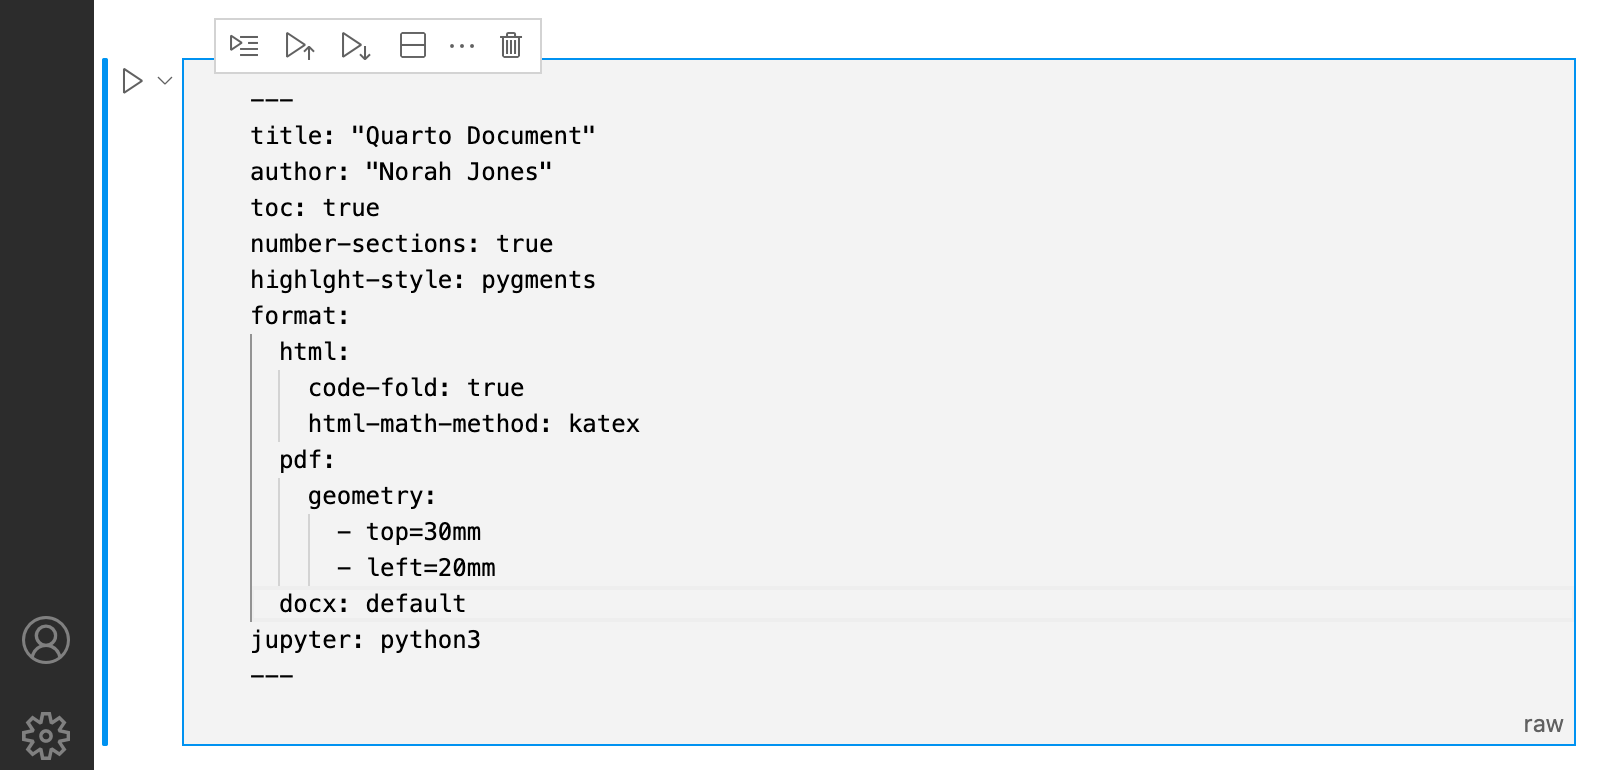 ---
title: "Quarto Document"
author: "Norah Jones"
toc: true
number-sections: true
highlght-style: pygments
format:
  html:
    code-fold: true
    html-math-method: katex
  pdf:
    geometry:
      - top=30mm
      - left=20mm
  docx: default
jupyter: python3
---
raw